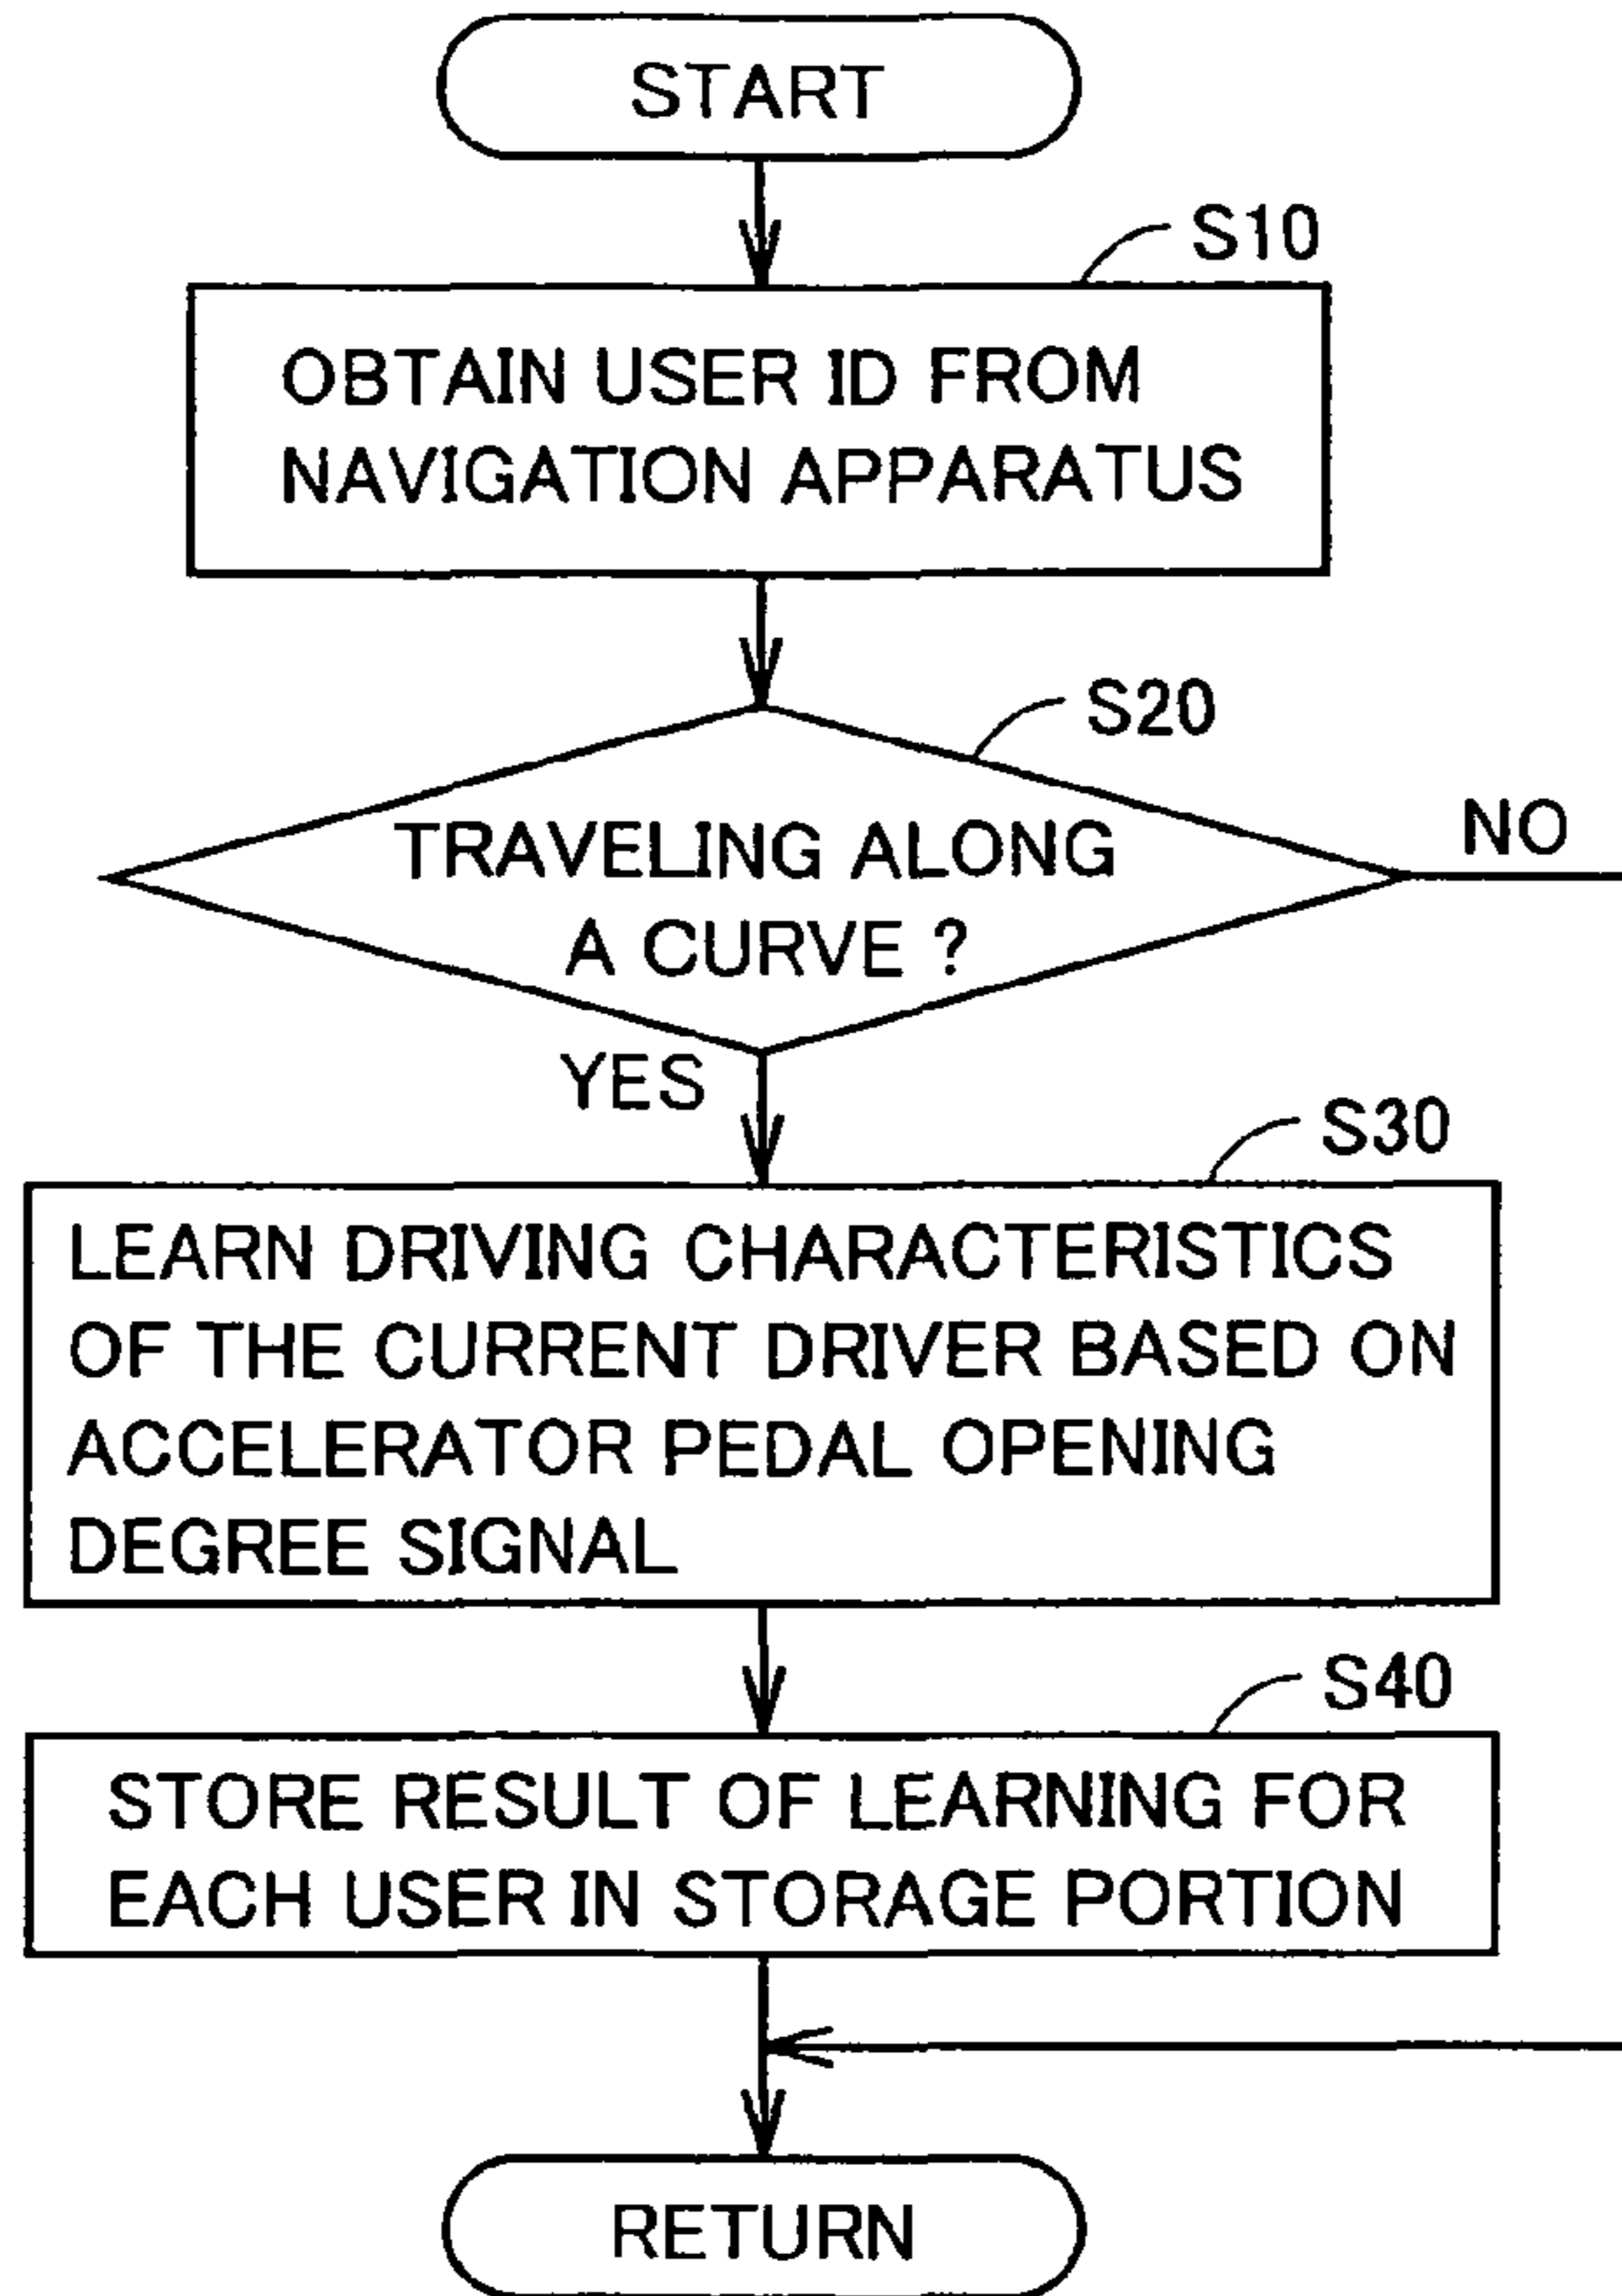 START
S10
OBTAIN USER ID FROM
NAVIGATION APPARATUS
S20
TRAVELING ALONG
A CURVE ?
NO
YES
S30
LEARN DRIVING CHARACTERISTICS
OF THE CURRENT DRIVER BASED ON
ACCELERATOR PEDAL OPENING
DEGREE SIGNAL
S40
STORE RESULT OF LEARNING FOR
EACH USER IN STORAGE PORTION
RETURN